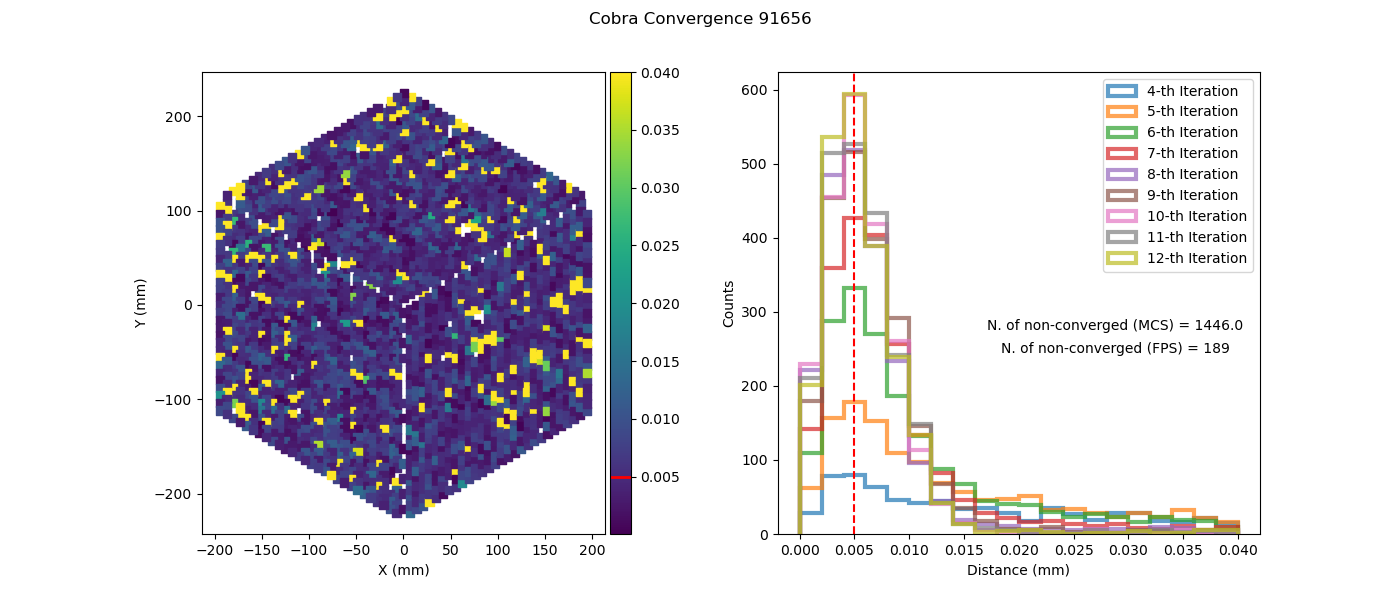 Cobra Convergence 91656
200
100
0
−100
−200
Y (mm)
−200
−150
−100
−50
0
50
100
150
200
X (mm)
0.040
0.035
0.030
0.025
0.020
0.015
0.010
0.005
600
500
400
300
200
100
0
Counts
4-th Iteration
5-th Iteration
6-th Iteration
7-th Iteration
8-th Iteration
9-th Iteration
10-th Iteration
11-th Iteration
12-th Iteration
N. of non-converged (MCS) = 1446.0
N. of non-converged (FPS) = 189
0.000
0.005
0.010
0.015
0.020
0.025
0.030
0.035
0.040
Distance (mm)